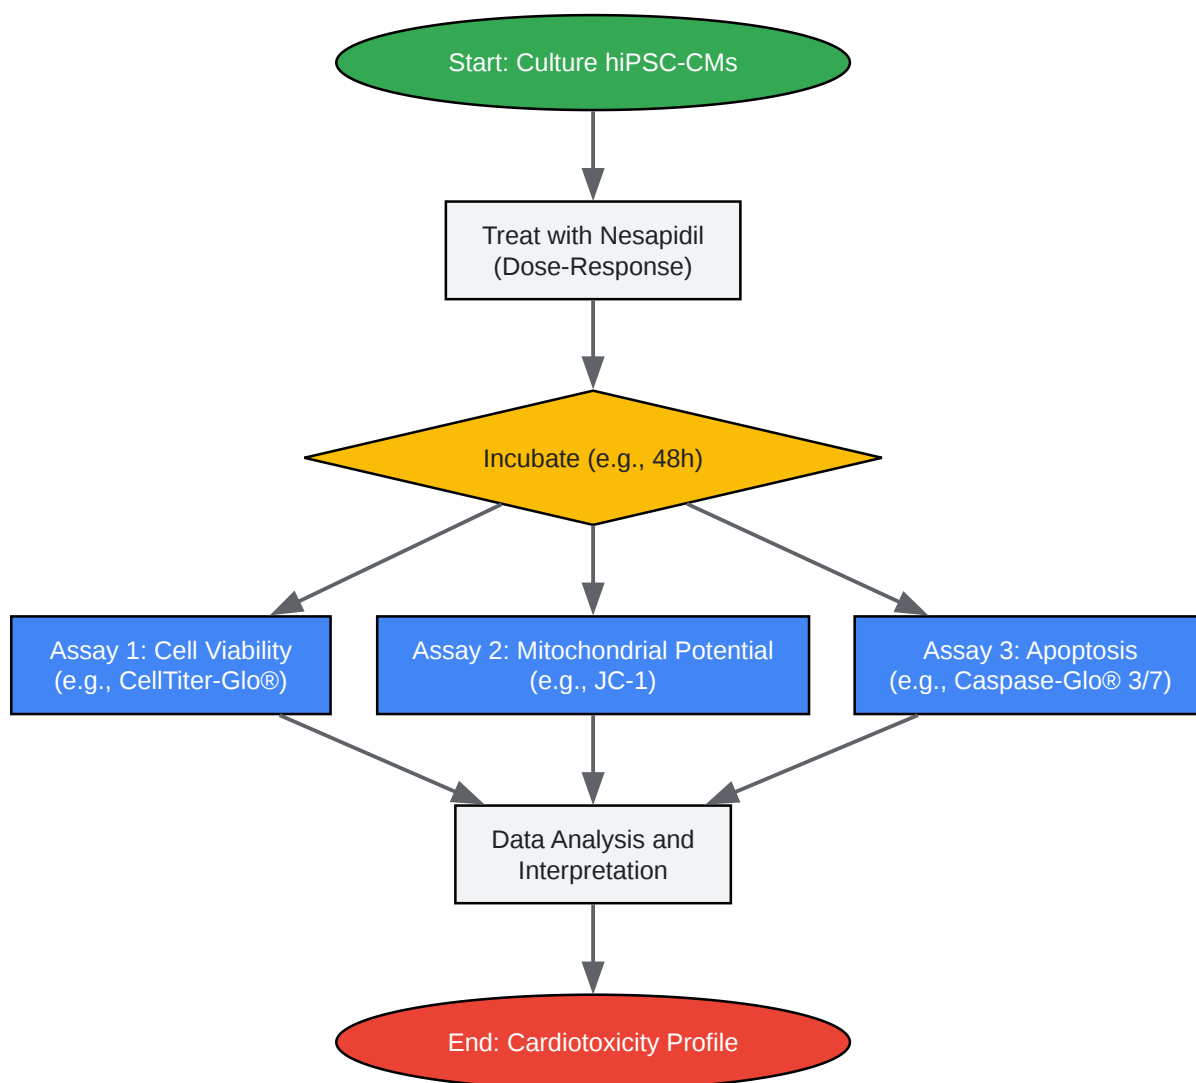 Start: Culture hiPSC-CMs
Treat with Nesapidil
(Dose-Response)
Incubate (e.g., 48h)
Assay 1: Cell Viability
(e.g., CellTiter-Glo®)
Assay 2: Mitochondrial Potential
(e.g., JC-1)
Assay 3: Apoptosis
(e.g., Caspase-Glo® 3/7)
Data Analysis and
Interpretation
End: Cardiotoxicity Profile